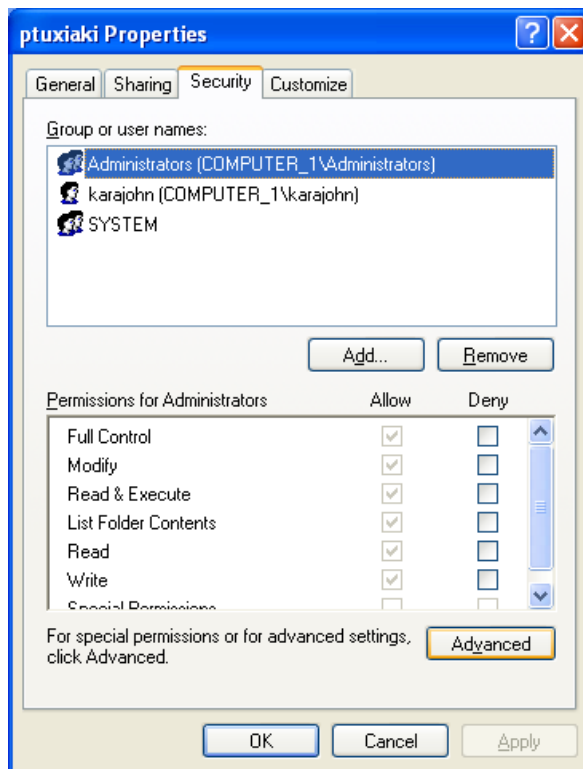 ptuxiaki Properties
General Sharing Security Customize
Group or user names:
Administrators (COMPUTER_1\Administrators)
karajohn (COMPUTER_1\karajohn)
SYSTEM
Add... Remove
Permissions for Administrators Allow Deny
Full Control
Modify
Read & Execute
List Folder Contents
Read
Write
Special Permissions
For special permissions or for advanced settings,
click Advanced.
Advanced
OK Cancel Apply